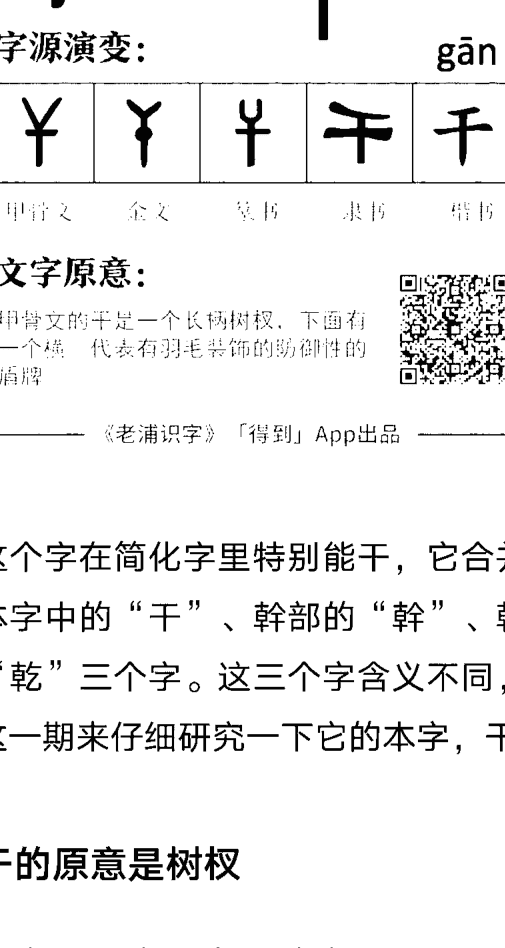 字源演变：
gān
甲骨文 金文 篆书 隶书 楷书
文字原意：
甲骨文的干是一个长柄树杈，下面有
一个横 代表有羽毛装饰的防御性的
盾牌
《老浦识字》「得到」App出品
这个字在简化字里特别能干，它合并
本字中的“干”、幹部的“幹”、
“乾”三个字。这三个字含义不同，
这一期来仔细研究一下它的本字，干
干的原意是树杈